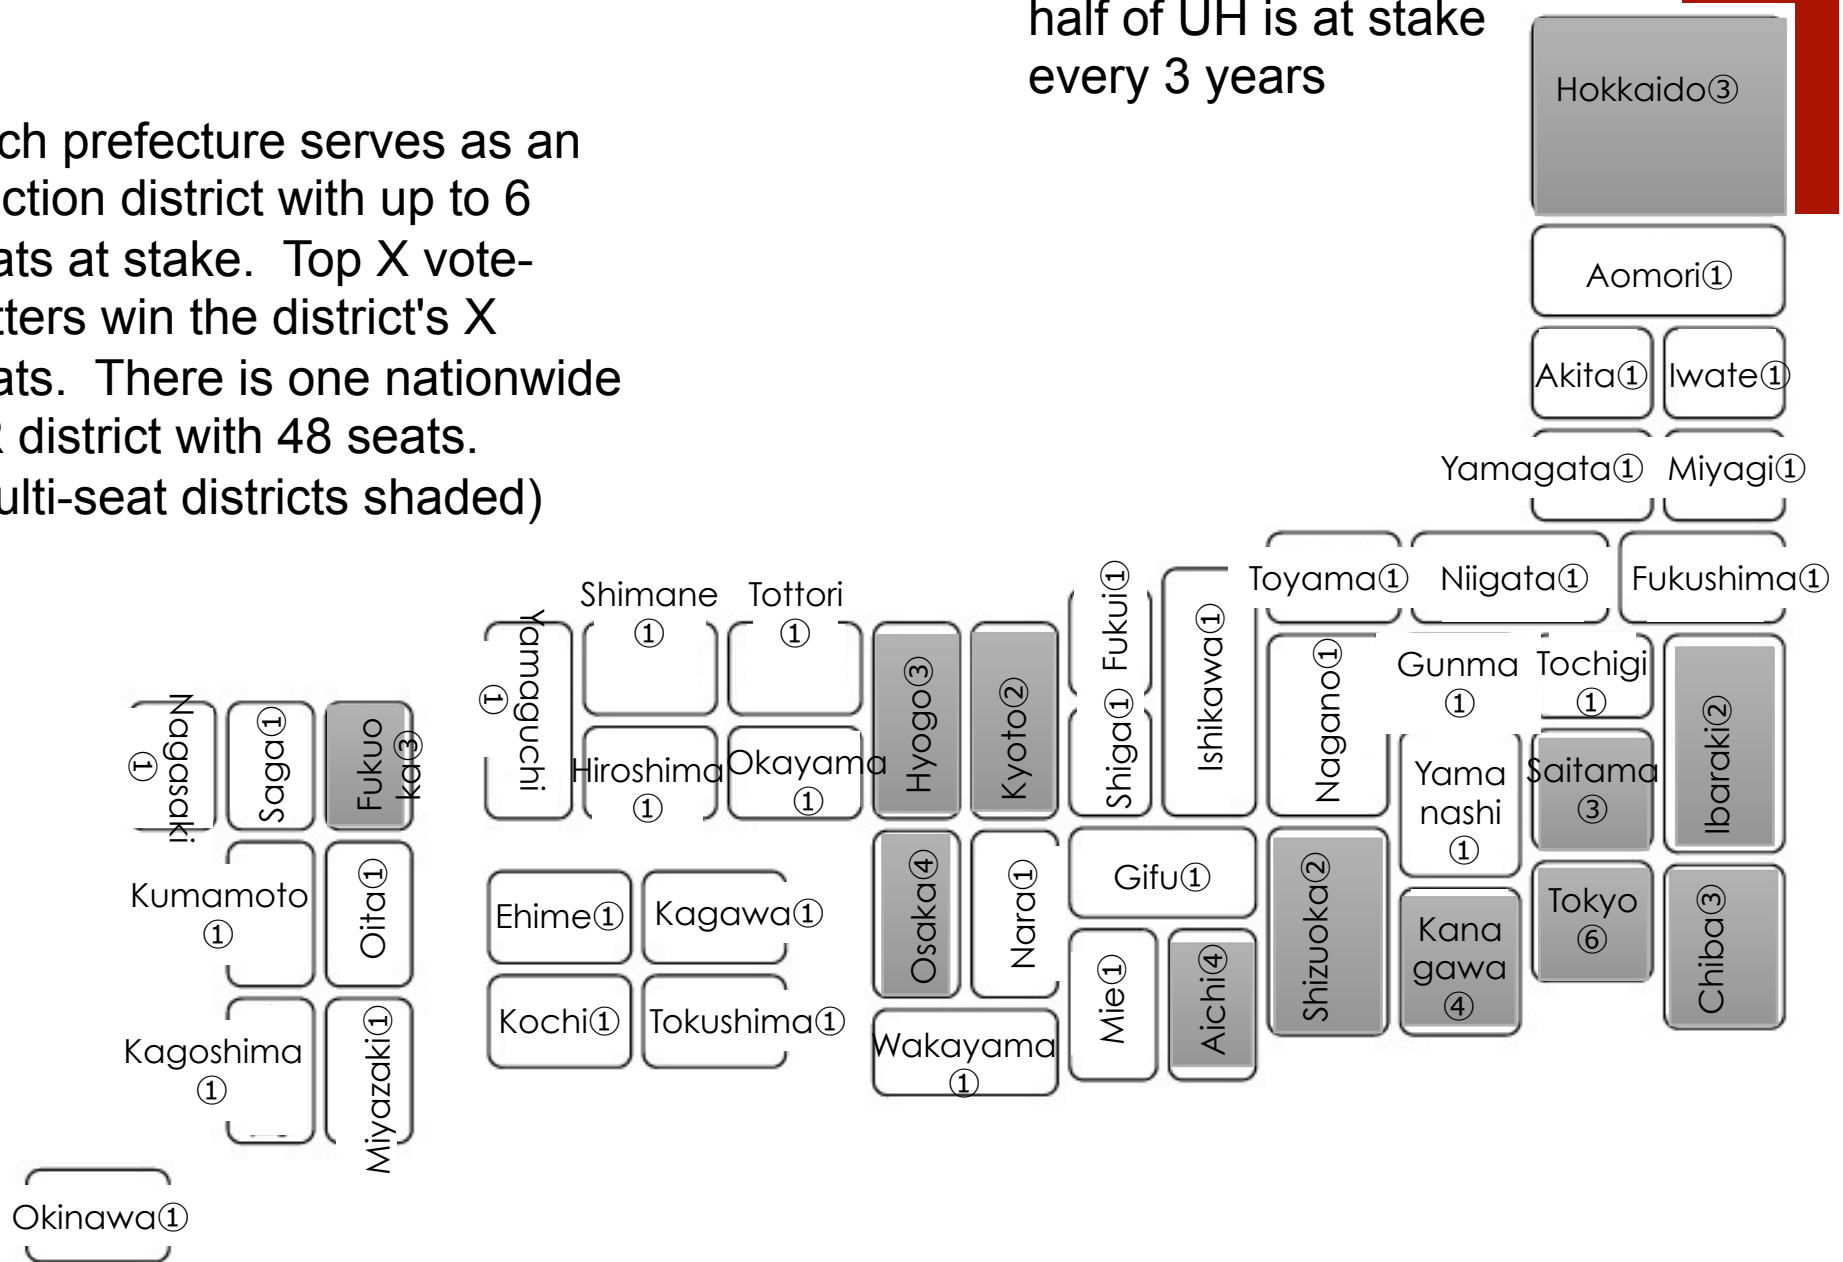 half of UH is at stake
every 3 years
ch prefecture serves as an
ction district with up to 6
ats at stake.  Top X vote-
tters win the district's X
ats.  There is one nationwide
R district with 48 seats.
ulti-seat districts shaded)
Hokkaido③
Aomori①
Akita①
Iwate①
Yamagata①
Miyagi①
Toyama①
Niigata①
Fukushima①
Shimane
①
Tottori
①
Fukui①
Ishikawa①
Yamaguchi
①
Hyogo③
Kyoto②
Shiga①
Nagano①
Gunma
①
Tochigi
①
Ibaraki②
Nagasaki
①
Saga①
Fukuo
ka③
Hiroshima
①
Okayama
①
Yama
nashi
①
Saitama
③
Kumamoto
①
Oita①
Ehime①
Kagawa①
Osaka④
Nara①
Gifu①
Shizuoka②
Kana
gawa
④
Tokyo
⑥
Chiba③
Kochi①
Tokushima①
Wakayama
①
Mie①
Aichi④
Kagoshima
①
Miyazaki①
Okinawa①